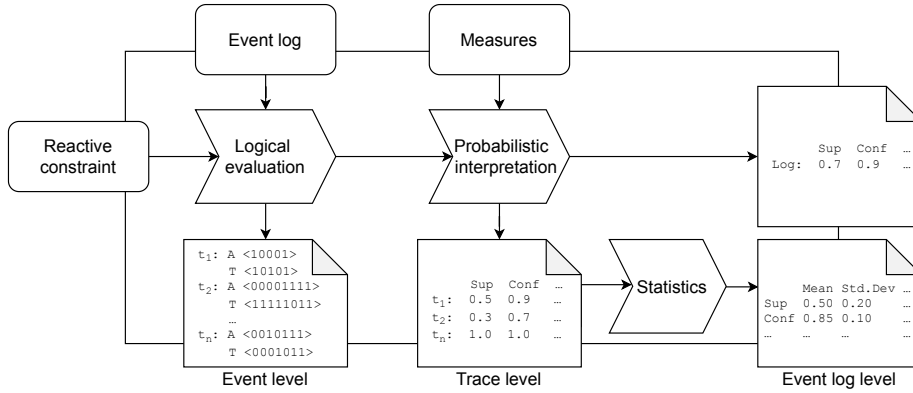 Event log
Measures
Reactive
constraint
Logical
evaluation
Probabilistic
interpretation
Sup Conf …
Log: 0.7 0.9 …
t1: A <10001>
T <10101>
t2: A <00001111>
T <11111011>
…
tn: A <0010111>
T <0001011>
Event level
Sup Conf …
t1: 0.5 0.9 …
t2: 0.3 0.7 …
tn: 1.0 1.0 …
Trace level
Statistics
Mean Std.Dev …
Sup 0.50 0.20 …
Conf 0.85 0.10 …
… … … …
Event log level